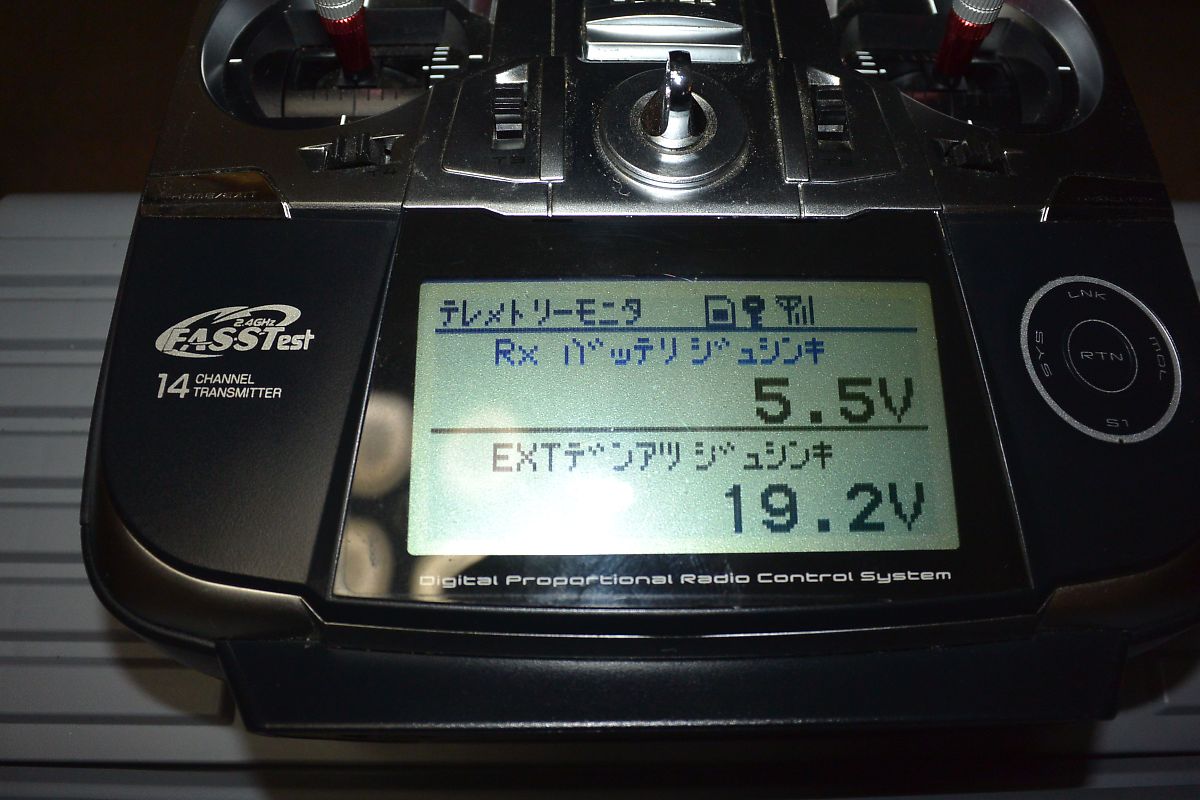 テレメトリーモニタ
Rx バッテリ ジュシンキ
5.5V
EXTデンアツ ジュシンキ
19.2V
Digital Proportional Radio Control System
2.4GHz
FASSTest
14 CHANNEL
TRANSMITTER
LNK
SYS
RTN
MDL
S1